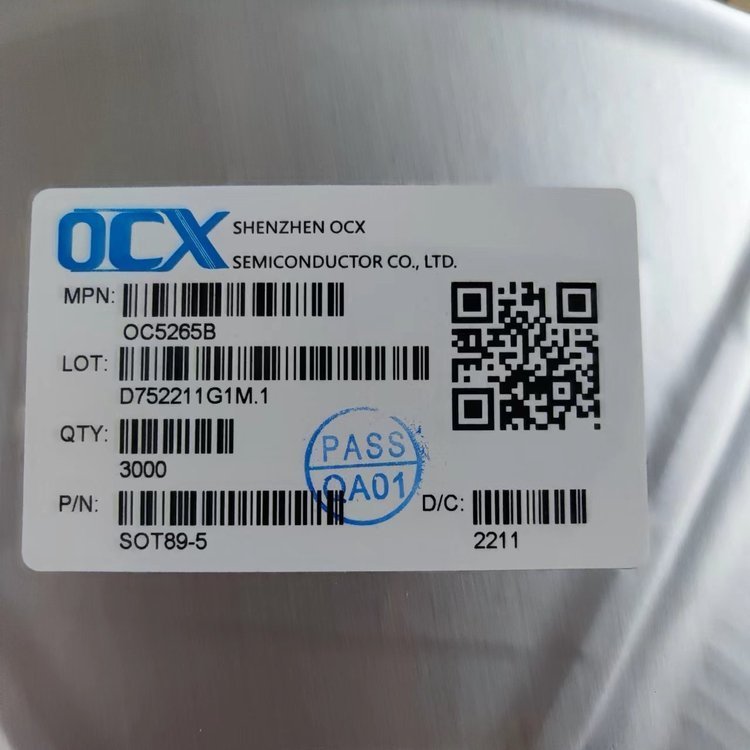 OCX SHENZHEN OCX
SEMICONDUCTOR CO., LTD.
MPN:
OC5265B
LOT:
D752211G1M.1
QTY:
3000
PASS
QA01
P/N:
SOT89-5
D/C:
2211